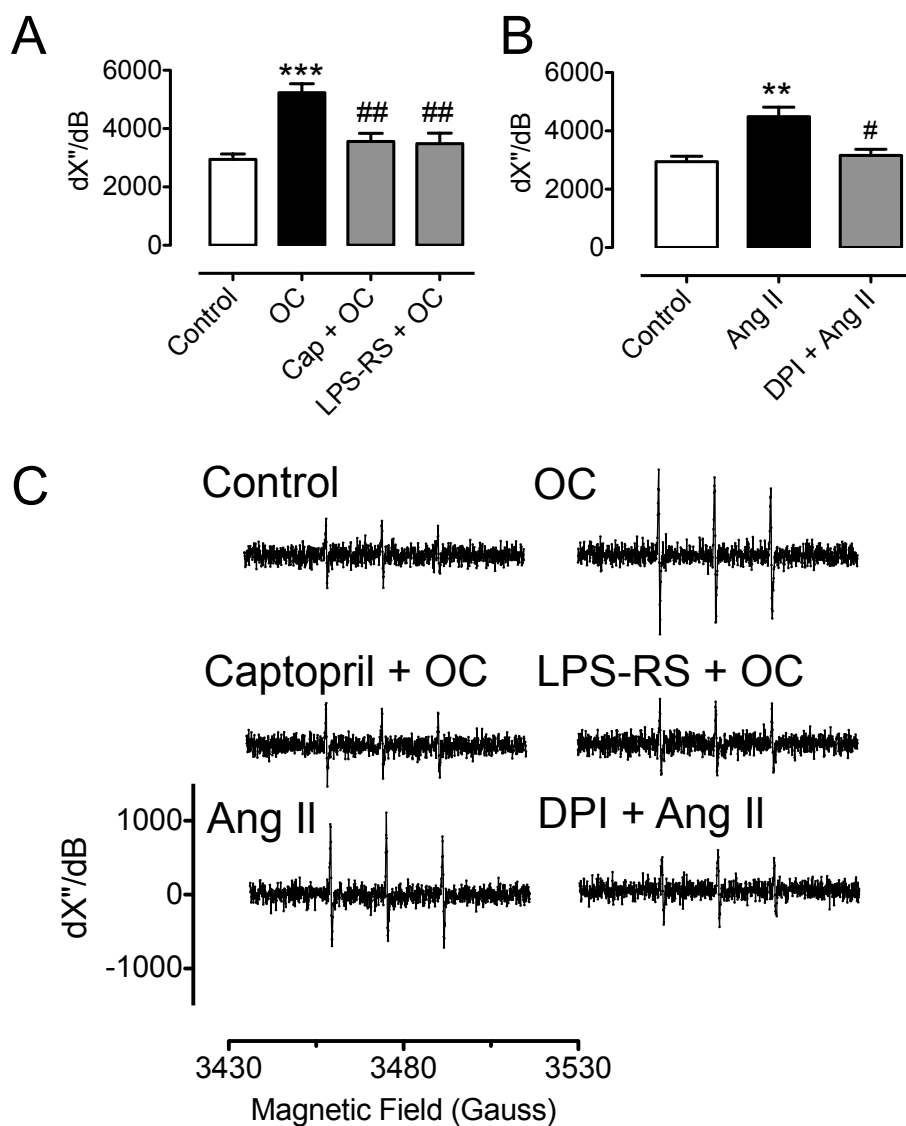 A
6000
4000
2000
0
dX"/dB
***
##
##
Control
OC
Cap + OC
LPS-RS + OC
B
6000
4000
2000
0
dX"/dB
**
#
Control
Ang II
DPI + Ang II
C
Control
OC
Captopril + OC
LPS-RS + OC
Ang II
DPI + Ang II
1000
0
-1000
dX"/dB
3430
3480
3530
Magnetic Field (Gauss)